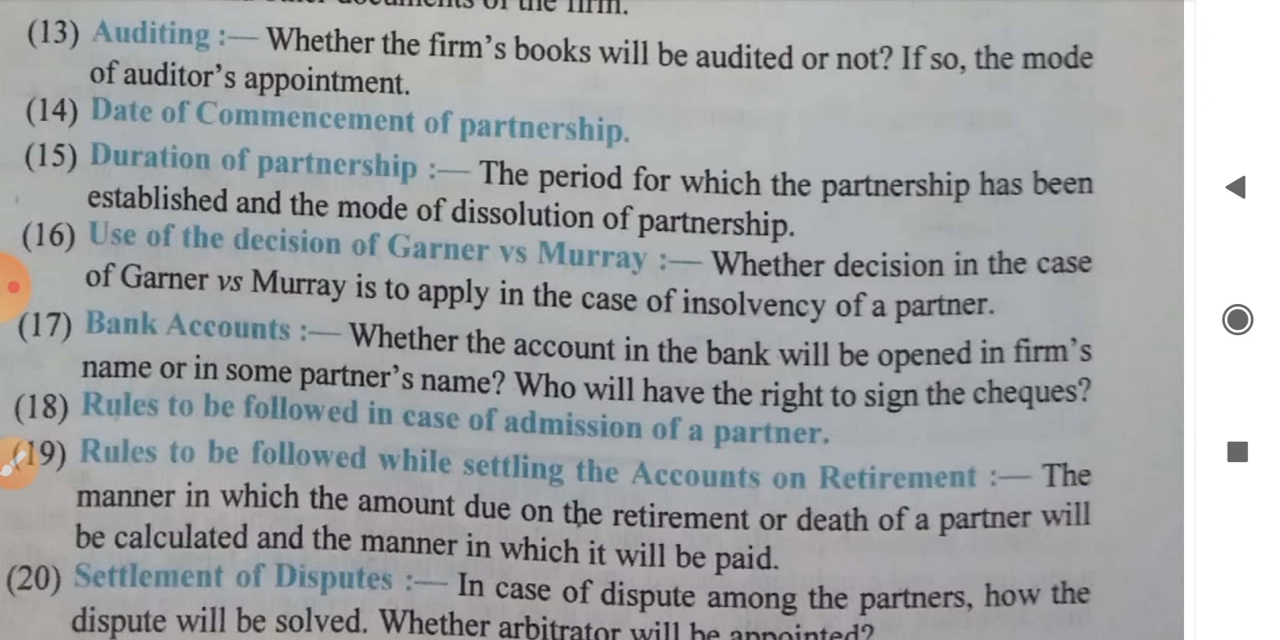 of the firm.
(13) Auditing :— Whether the firm's books will be audited or not? If so, the mode
of auditor's appointment.
(14) Date of Commencement of partnership.
(15) Duration of partnership :— The period for which the partnership has been
established and the mode of dissolution of partnership.
(16) Use of the decision of Garner vs Murray :— Whether decision in the case
of Garner vs Murray is to apply in the case of insolvency of a partner.
(17) Bank Accounts :— Whether the account in the bank will be opened in firm's
name or in some partner's name? Who will have the right to sign the cheques?
(18) Rules to be followed in case of admission of a partner.
(19) Rules to be followed while settling the Accounts on Retirement :— The
manner in which the amount due on the retirement or death of a partner will
be calculated and the manner in which it will be paid.
(20) Settlement of Disputes :— In case of dispute among the partners, how the
dispute will be solved. Whether arbitrator will be appointed?